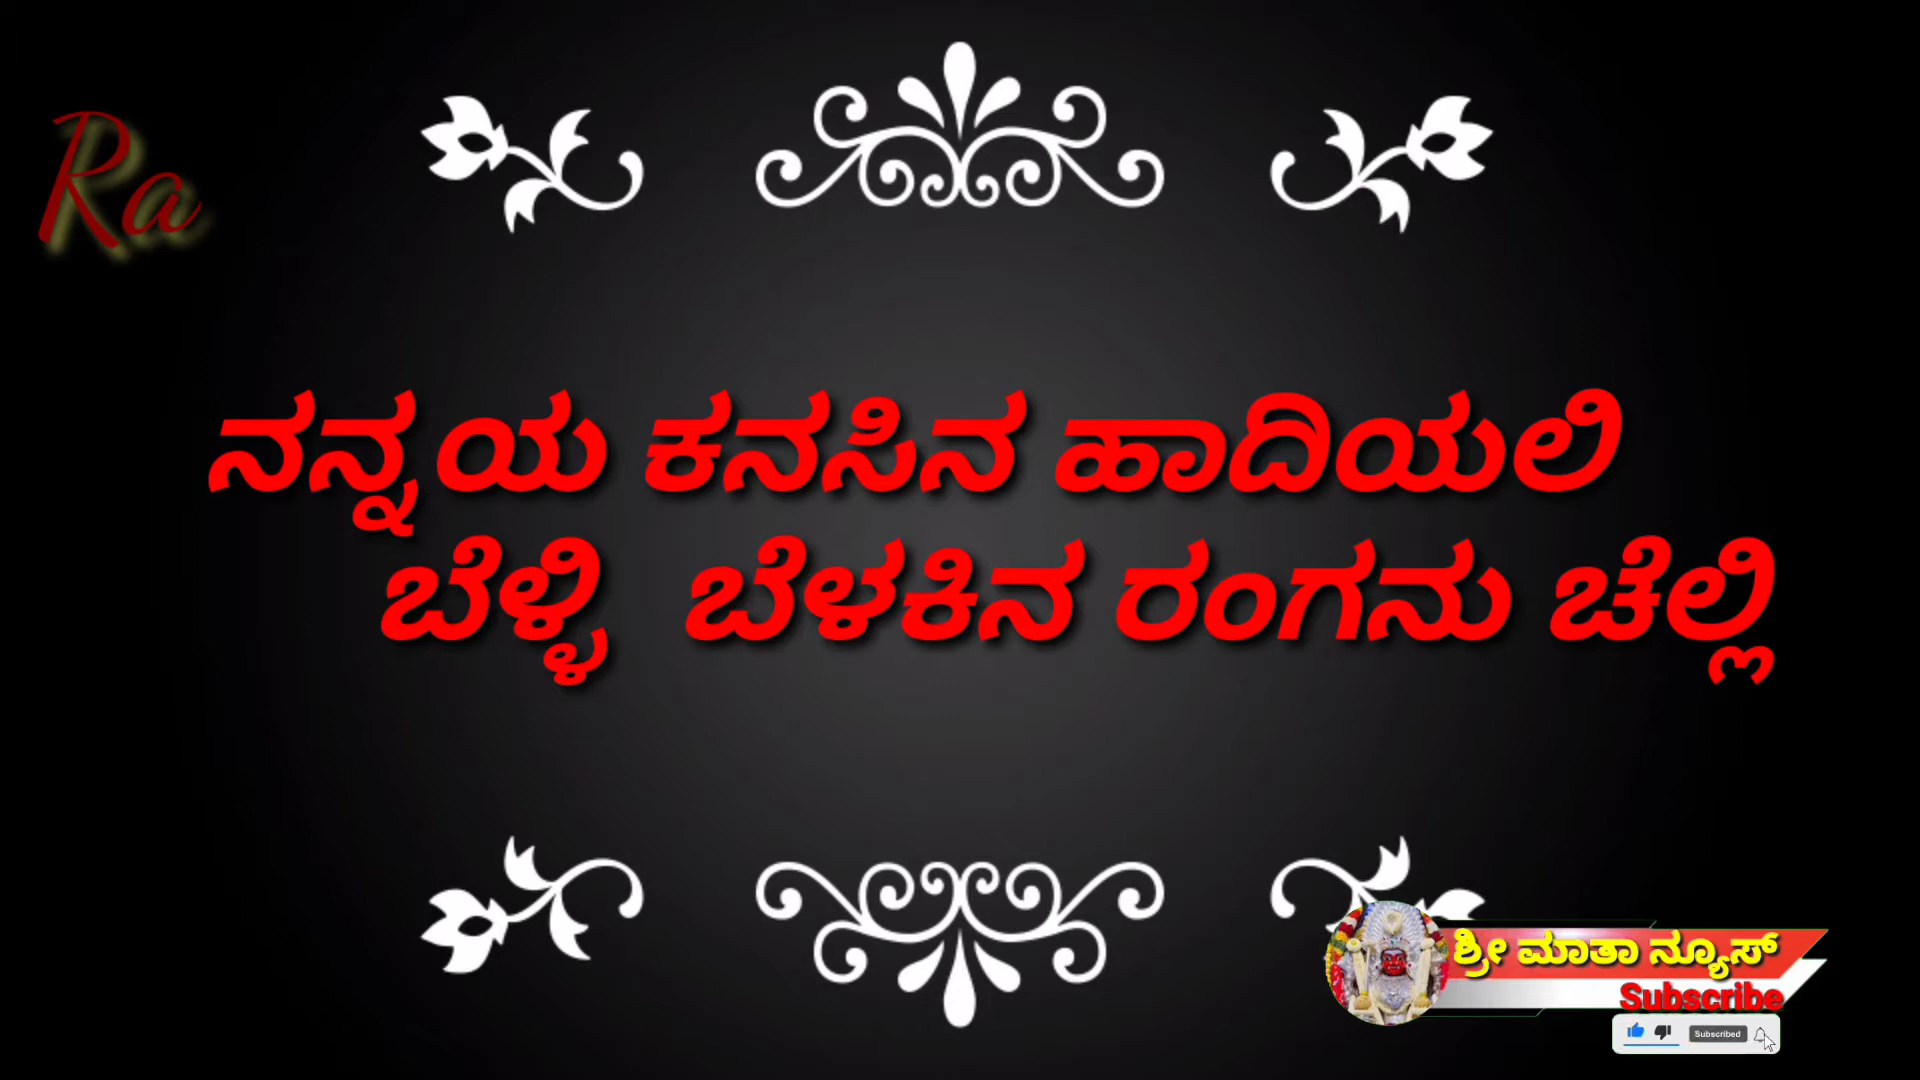 Ra
ನನ್ನಯ ಕನಸಿನ ಹಾದಿಯಲಿ
ಬೆಳ್ಳಿ ಬೆಳಕಿನ ರಂಗನು ಚೆಲ್ಲಿ
ಶ್ರೀ ಮಾತಾ ನ್ಯೂಸ್
Subscribe
Subscribed